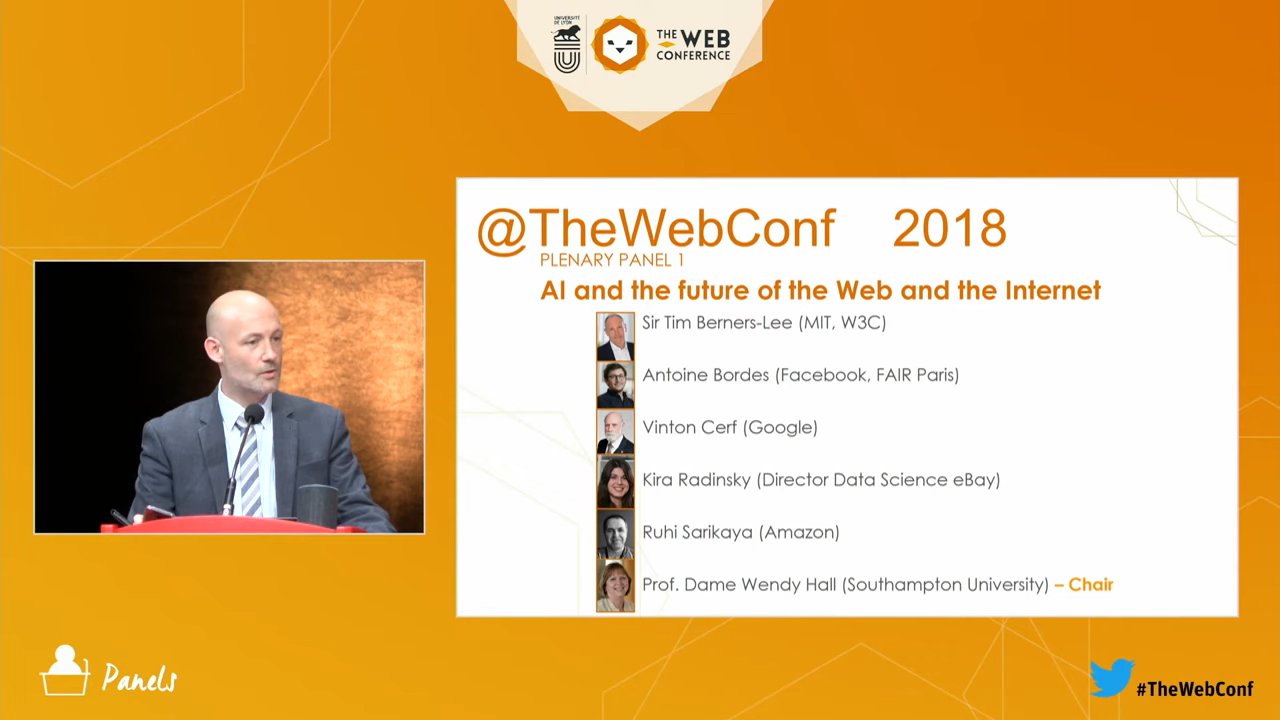 UNIVERSITÉ
DE LYON
THE WEB
CONFERENCE
@TheWebConf 2018
PLENARY PANEL 1
AI and the future of the Web and the Internet
Sir Tim Berners-Lee (MIT, W3C)
Antoine Bordes (Facebook, FAIR Paris)
Vinton Cerf (Google)
Kira Radinsky (Director Data Science eBay)
Ruhi Sarikaya (Amazon)
Prof. Dame Wendy Hall (Southampton University) – Chair
Panels
#TheWebConf